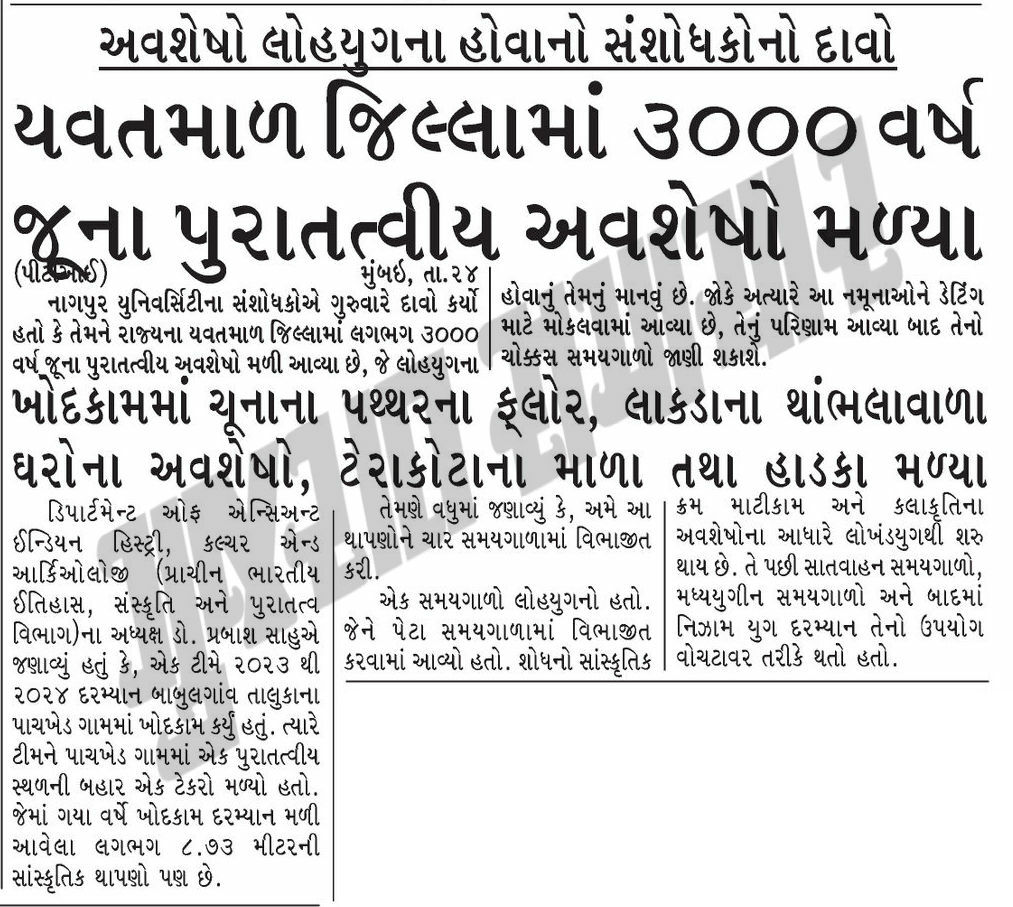 અવશેષો લોહયુગના હોવાનો સંશોધકોનો દાવો
યવતમાળ જિલ્લામાં ૩૦૦૦ વર્ષ
જૂના પુરાતત્વીય અવશેષો મળ્યા
(પીટીઆઈ) મુંબઇ, તા.૨૪
નાગપુર યુનિવર્સિટીના સંશોધકોએ ગુરુવારે દાવો કર્યો
હતો કે તેમને રાજ્યના યવતમાળ જિલ્લામાં લગભગ ૩૦૦૦
વર્ષ જૂના પુરાતત્વીય અવશેષો મળી આવ્યા છે, જે લોહયુગના
હોવાનું તેમનું માનવું છે. જોકે અત્યારે આ નમૂનાઓને ડેટિંગ
માટે મોકલવામાં આવ્યા છે, તેનું પરિણામ આવ્યા બાદ તેનો
ચોક્કસ સમયગાળો જાણી શકાશે.
ખોદકામમાં ચૂનાના પથ્થરના ફ્લોર, લાકડાના થાંભલાવાળા
ઘરોના અવશેષો, ટેરાકોટાના માળા તથા હાડકા મળ્યા
ડિપાર્ટમેન્ટ ઓફ એન્સિઅન્ટ
ઈન્ડિયન હિસ્ટ્રી, કલ્ચર એન્ડ
આર્કિઓલોજી (પ્રાચીન ભારતીય
ઈતિહાસ, સંસ્કૃતિ અને પુરાતત્વ
વિભાગ)ના અધ્યક્ષ ડો. પ્રબાશ સાહુએ
જણાવ્યું હતું કે, એક ટીમે ૨૦૨૩ થી
૨૦૨૪ દરમ્યાન બાબુલગાંવ તાલુકાના
પાચખેડ ગામમાં ખોદકામ કર્યું હતું. ત્યારે
ટીમને પાચખેડ ગામમાં એક પુરાતત્વીય
સ્થળની બહાર એક ટેકરો મળ્યો હતો.
જેમાં ગયા વર્ષે ખોદકામ દરમ્યાન મળી
આવેલા લગભગ ૮.૭૩ મીટરની
સાંસ્કૃતિક થાપણો પણ છે.
તેમણે વધુમાં જણાવ્યું કે, અમે આ
થાપણોને ચાર સમયગાળામાં વિભાજીત
કરી.
એક સમયગાળો લોહયુગનો હતો.
જેને પેટા સમયગાળામાં વિભાજીત
કરવામાં આવ્યો હતો. શોધનો સાંસ્કૃતિક
ક્રમ માટીકામ અને કલાકૃતિના
અવશેષોના આધારે લોખંડયુગથી શરુ
થાય છે. તે પછી સાતવાહન સમયગાળો,
મધ્યયુગીન સમયગાળો અને બાદમાં
નિઝામ યુગ દરમ્યાન તેનો ઉપયોગ
વોચટાવર તરીકે થતો હતો.
ગુજરાત સમાચાર